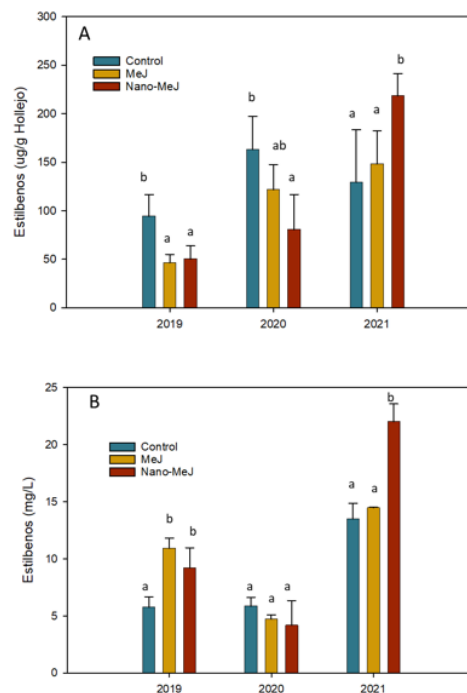 A
Control
MeJ
Nano-MeJ
Estilbenos (ug/g Hollejo)
300
250
200
150
100
50
0
b
a
a
b
ab
a
a
a
b
2019
2020
2021
B
Control
MeJ
Nano-MeJ
Estilbenos (mg/L)
25
20
15
10
5
0
a
b
b
a
a
a
a
a
b
2019
2020
2021